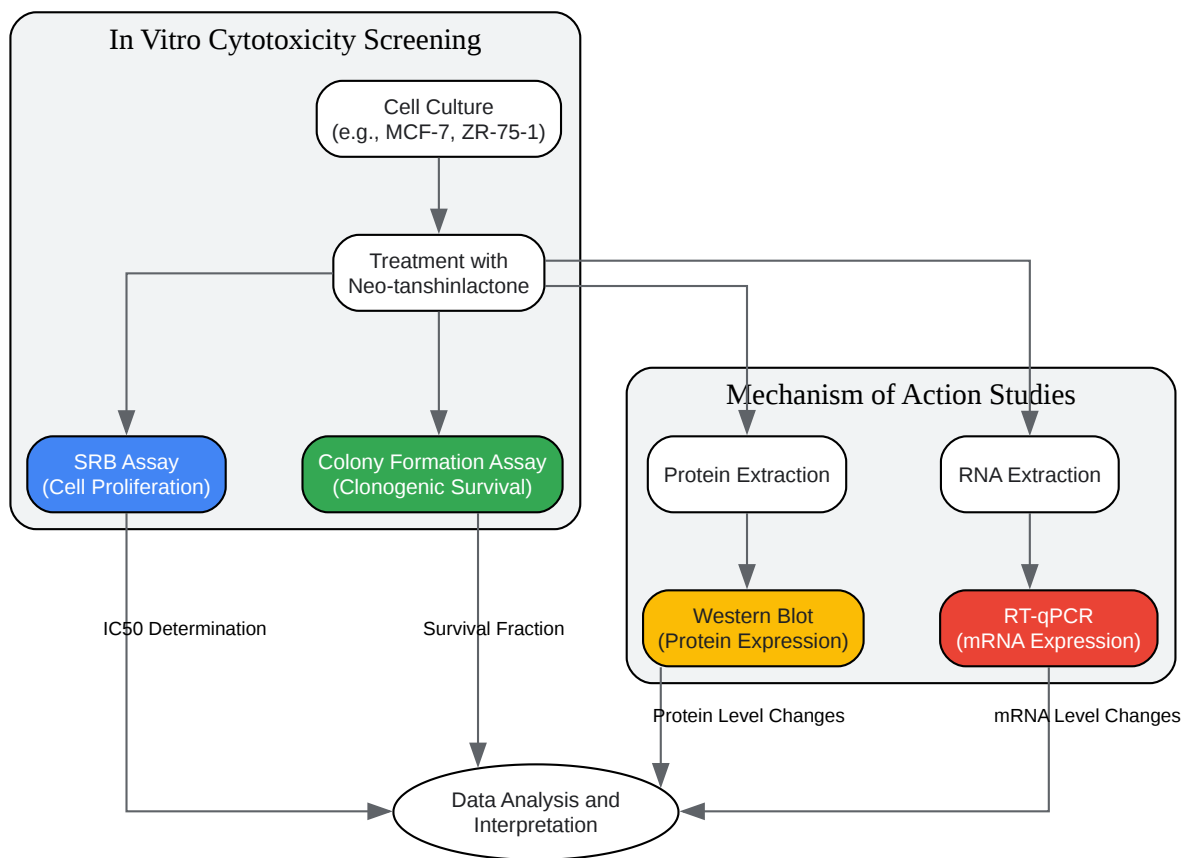 In Vitro Cytotoxicity Screening
Cell Culture
(e.g., MCF-7, ZR-75-1)
Treatment with
Neo-tanshinlactone
Mechanism of Action Studies
SRB Assay
(Cell Proliferation)
Colony Formation Assay
(Clonogenic Survival)
Protein Extraction
RNA Extraction
Western Blot
(Protein Expression)
RT-qPCR
(mRNA Expression)
IC50 Determination
Survival Fraction
Protein Level Changes
mRNA Level Changes
Data Analysis and
Interpretation